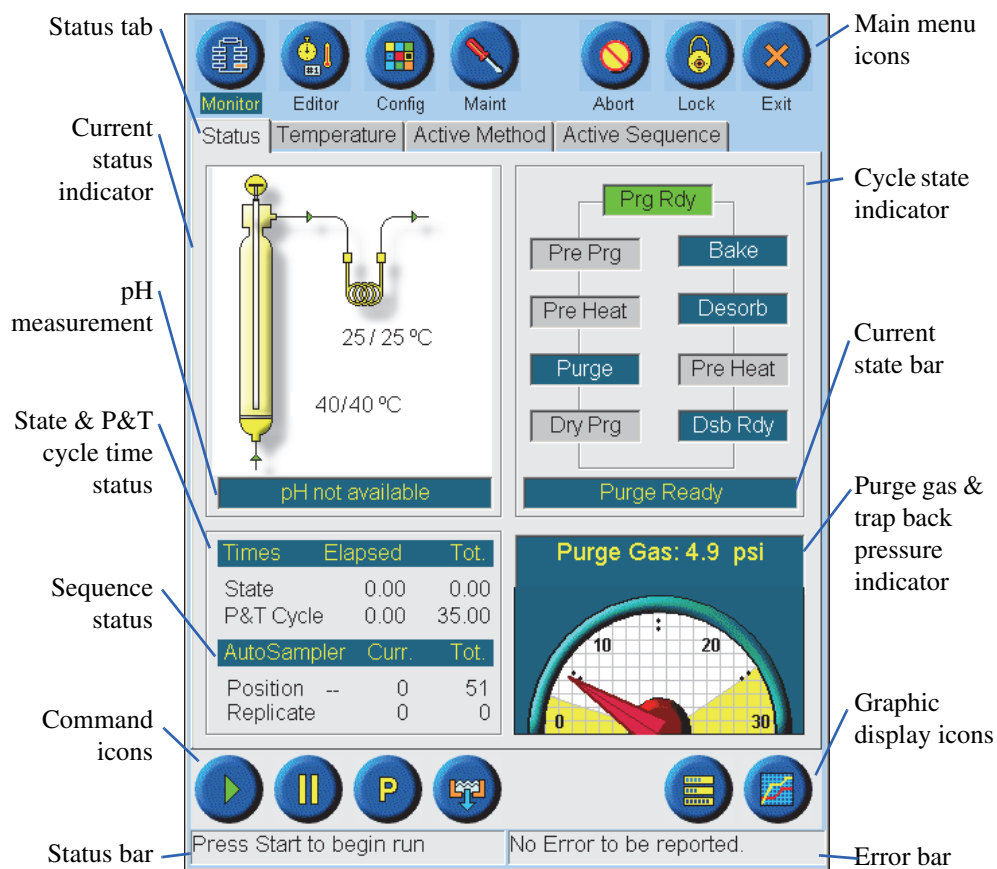 Status tab
Main menu
icons
#1
Monitor
Editor
Config
Maint
Abort
Lock
Exit
Status
Temperature
Active Method
Active Sequence
Current
status
indicator
Cycle state
indicator
Prg Rdy
Pre Prg
Bake
Pre Heat
Desorb
Purge
Pre Heat
Dry Prg
Dsb Rdy
25 / 25 ºC
40/40 ºC
pH
measurement
Current
state bar
pH not available
Purge Ready
State & P&T
cycle time
status
Purge gas &
trap back
pressure
indicator
Times Elapsed Tot.
State 0.00 0.00
P&T Cycle 0.00 35.00
Purge Gas: 4.9 psi
Sequence
status
AutoSampler Curr. Tot.
Position -- 0 51
Replicate 0 0
0
10
20
30
Command
icons
Graphic
display icons
P
Status bar
Press Start to begin run
No Error to be reported.
Error bar